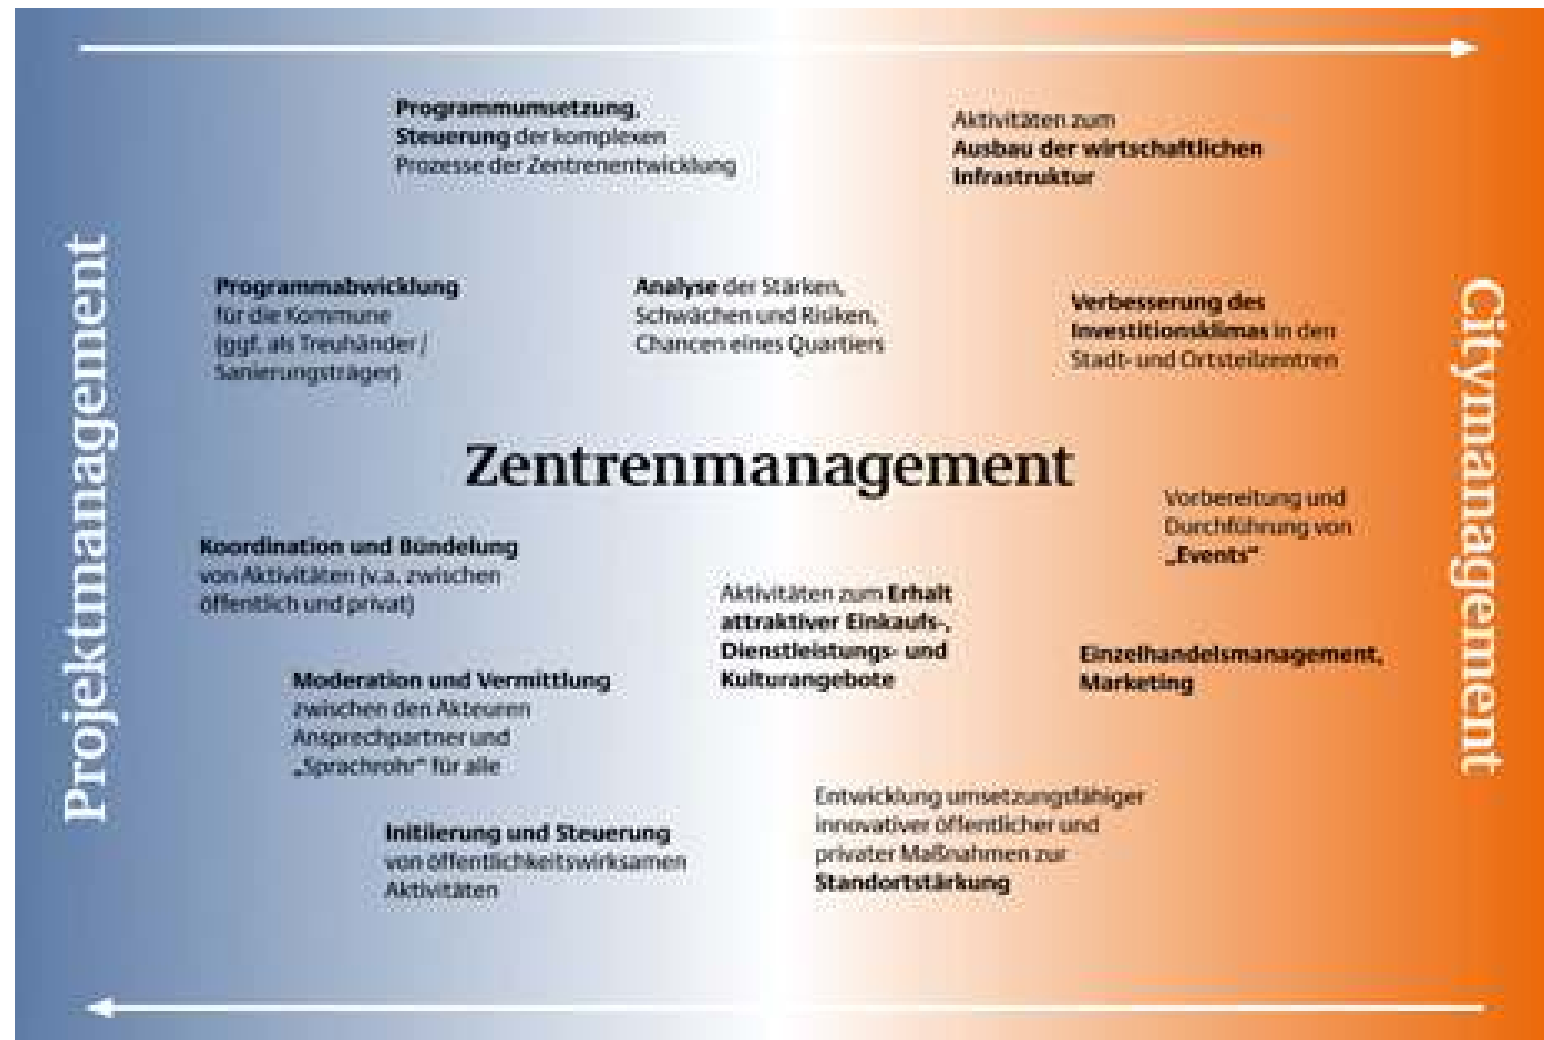 Programmumsetzung,
Steuerung der komplexen
Prozesse der Zentrenentwicklung
Aktivitäten zum
Ausbau der wirtschaftlichen
Infrastruktur
Projektmanagement
Programmabwicklung
für die Kommune
(ggf. als Treuhänder /
Sanierungsträger)
Analyse der Stärken,
Schwächen und Risiken,
Chancen eines Quartiers
Verbesserung des
Investitionsklimas in den
Stadt- und Ortsteilzentren
Citymanagement
Zentrenmanagement
Vorbereitung und
Durchführung von
„Events“
Koordination und Bündelung
von Aktivitäten (v.a. zwischen
öffentlich und privat)
Aktivitäten zum Erhalt
attraktiver Einkaufs-,
Dienstleistungs- und
Kulturangebote
Einzelhandelsmanagement,
Marketing
Moderation und Vermittlung
zwischen den Akteuren
Ansprechpartner und
„Sprachrohr“ für alle
Initiierung und Steuerung
von öffentlichkeitswirksamen
Aktivitäten
Entwicklung umsetzungsfähiger
innovativer öffentlicher und
privater Maßnahmen zur
Standortstärkung